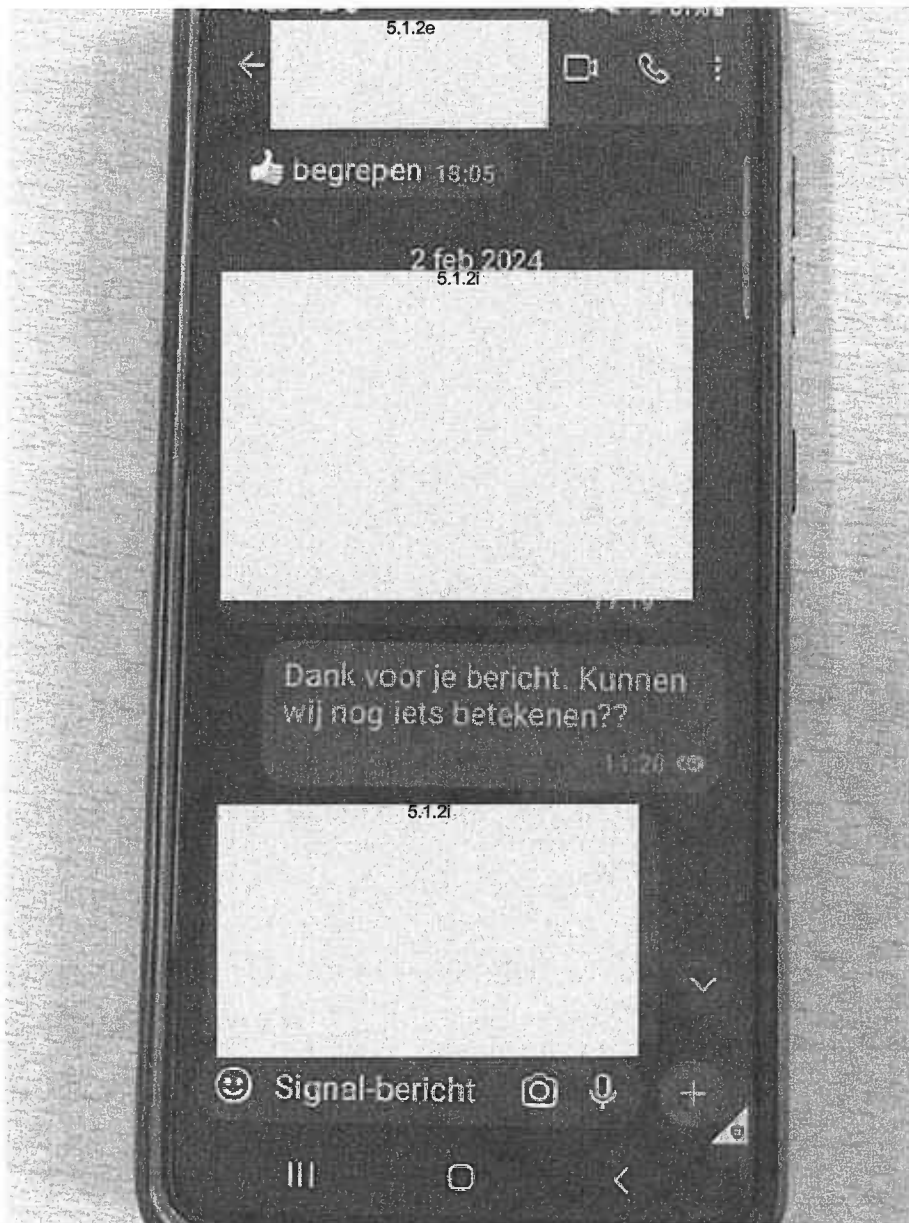 5.1.2e
👍 begrepen 18:05
2 feb 2024
5.1.2i
Dank voor je bericht. Kunnen
wij nog iets betekenen??
11:20
5.1.2i
Signal-bericht